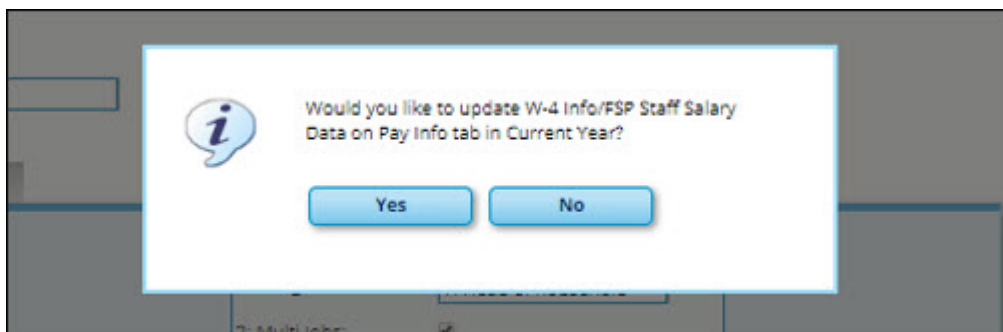 Would you like to update W-4 Info/FSP Staff Salary
Data on Pay Info tab in Current Year?
Yes
No
2: Multi Jobs: